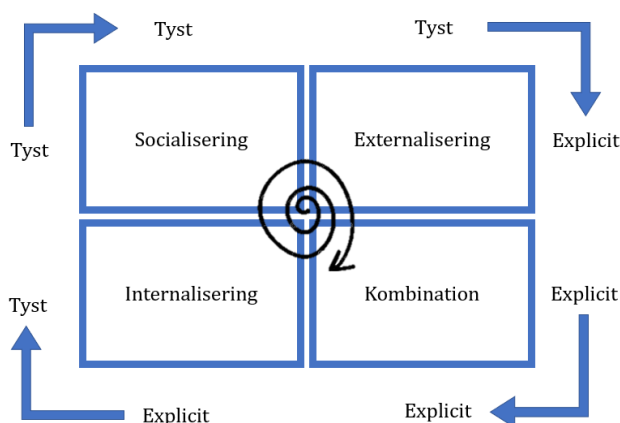 Tyst
Tyst
Tyst
Explicit
Socialisering
Externalisering
Internalisering
Kombination
Tyst
Explicit
Explicit
Explicit